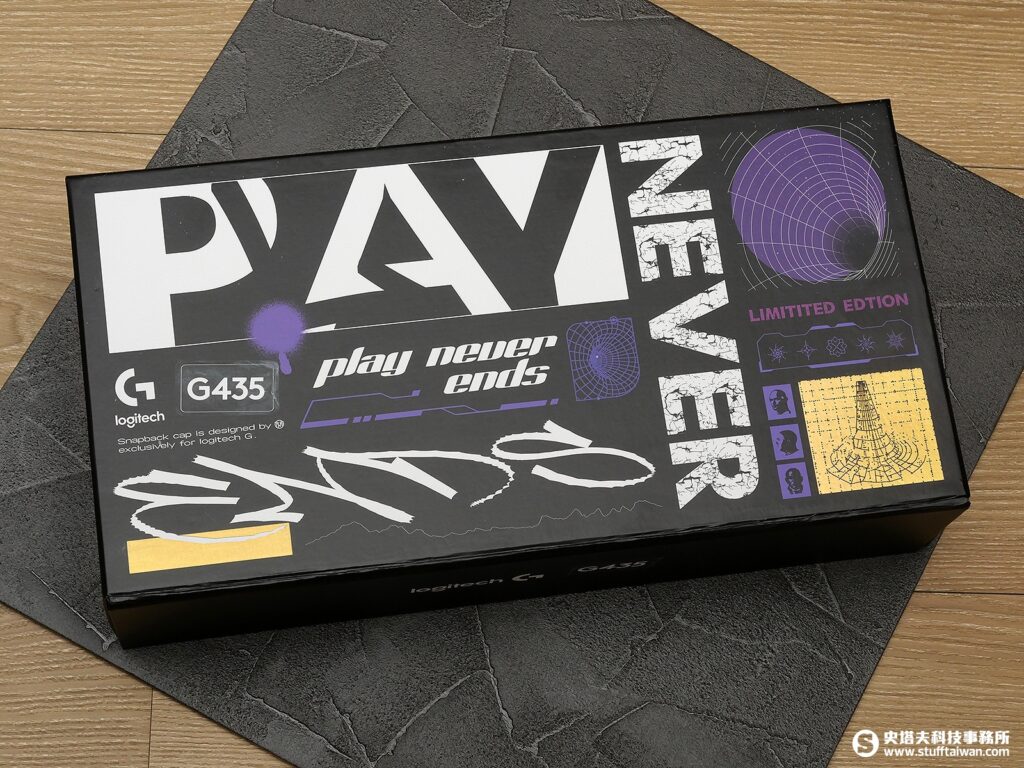 PLAY
NEVER
LIMITITED EDTION
play never
ends
G
logitech
G435
Snapback cap is designed by
exclusively for logitech G.
ENDS
logitech G G435
S 史塔夫科技事務所
www.stufftaiwan.com